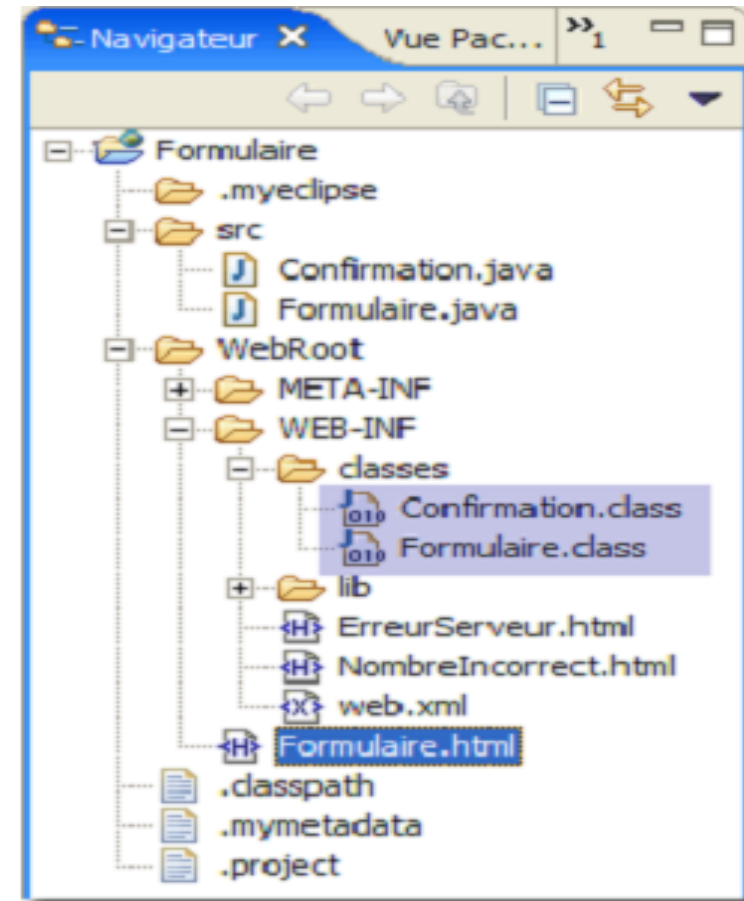 Navigateur Vue Pac... »1
Formulaire
.myeclipse
src
Confirmation.java
Formulaire.java
WebRoot
META-INF
WEB-INF
classes
Confirmation.class
Formulaire.class
lib
ErreurServeur.html
NombreIncorrect.html
web.xml
Formulaire.html
.classpath
.mymetadata
.project